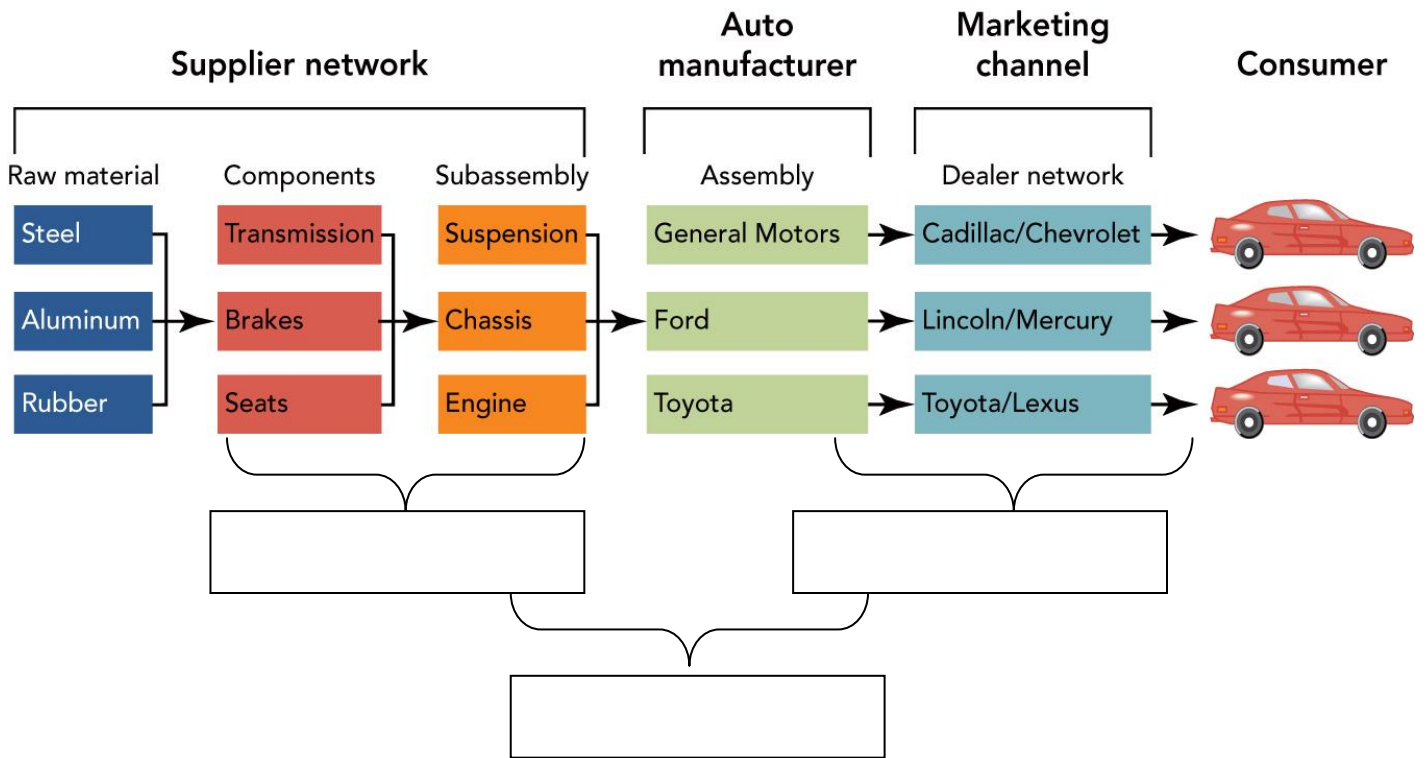 Supplier network
Auto
manufacturer
Marketing
channel
Consumer
Raw material
Components
Subassembly
Assembly
Dealer network
Steel
Transmission
Suspension
General Motors
Cadillac/Chevrolet
Aluminum
Brakes
Chassis
Ford
Lincoln/Mercury
Rubber
Seats
Engine
Toyota
Toyota/Lexus